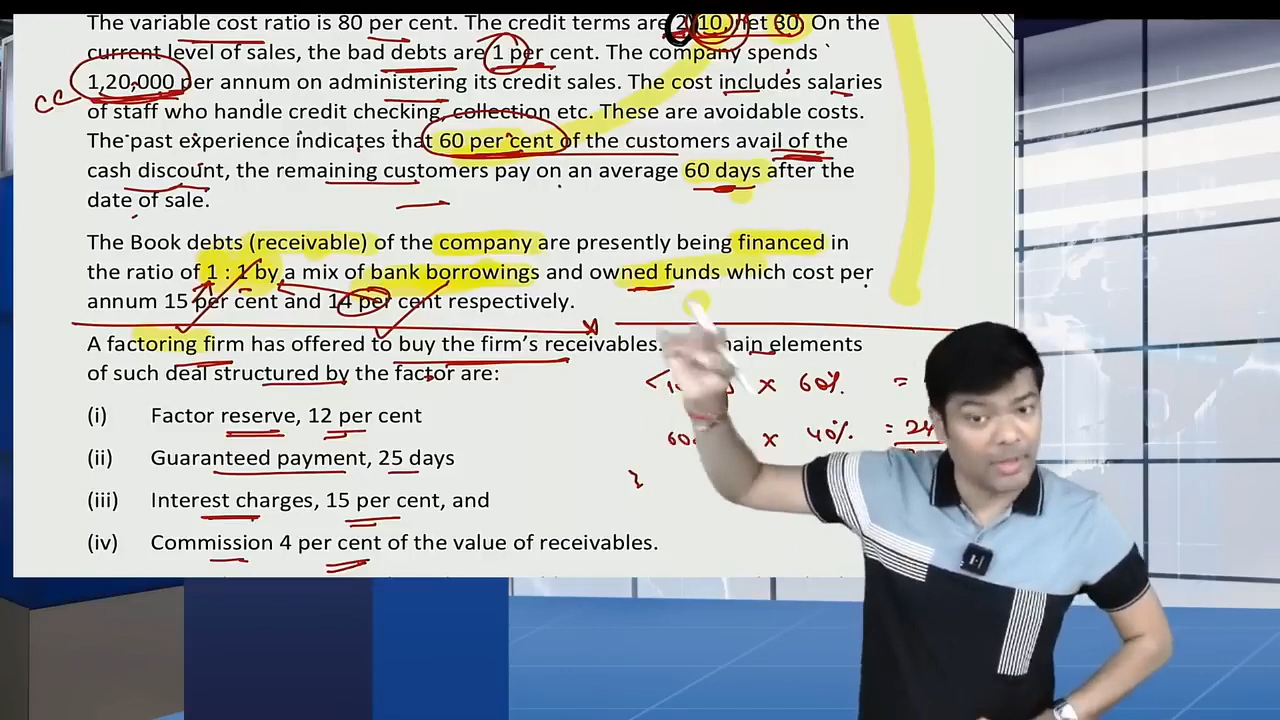 The variable cost ratio is 80 per cent. The credit terms are 2/10, net 30. On the
current level of sales, the bad debts are 1 per cent. The company spends
1,20,000 per annum on administering its credit sales. The cost includes salaries
CC
of staff who handle credit checking, collection etc. These are avoidable costs.
The past experience indicates that 60 per cent of the customers avail of the
cash discount, the remaining customers pay on an average 60 days after the
date of sale.
The Book debts (receivable) of the company are presently being financed in
the ratio of 1 : 1 by a mix of bank borrowings and owned funds which cost per
annum 15 per cent and 14 per cent respectively.
A factoring firm has offered to buy the firm's receivables. main elements
of such deal structured by the factor are:
x 60% =
(i) Factor reserve, 12 per cent
x 40% = 24
(ii) Guaranteed payment, 25 days
(iii) Interest charges, 15 per cent, and
(iv) Commission 4 per cent of the value of receivables.